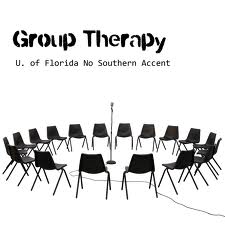 Group Therapy
U. of Florida No Southern Accent